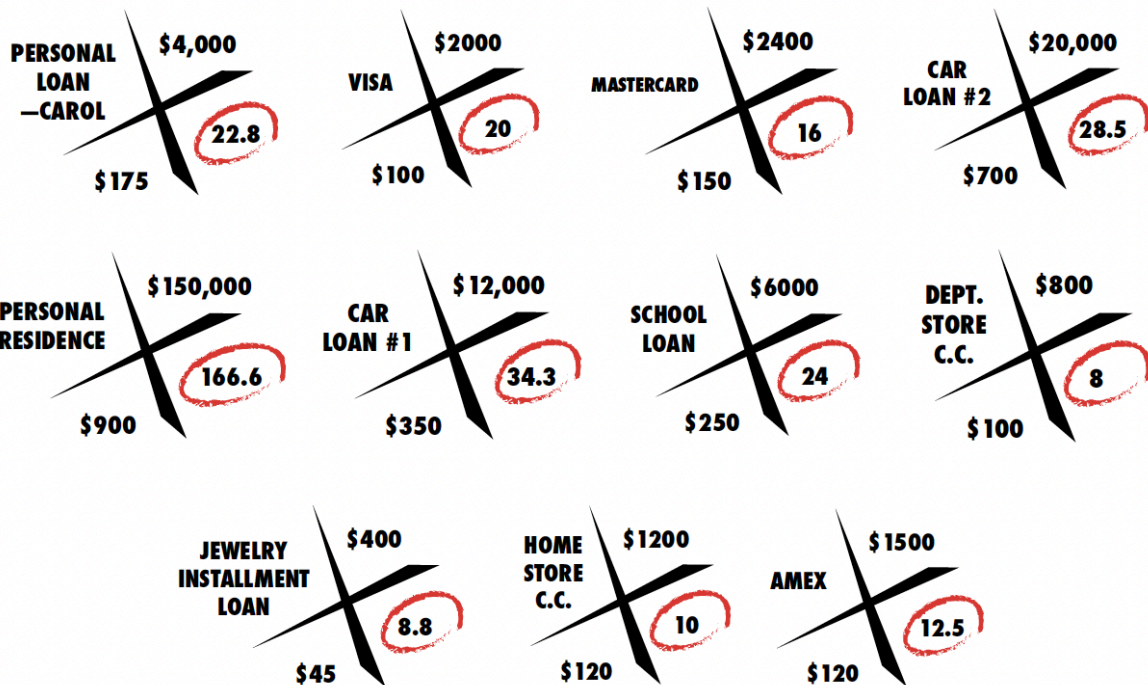 PERSONAL
LOAN
—CAROL
$4,000
22.8
$175
VISA
$2000
20
$100
MASTERCARD
$2400
16
$150
CAR
LOAN #2
$20,000
28.5
$700
PERSONAL
RESIDENCE
$150,000
166.6
$900
CAR
LOAN #1
$12,000
34.3
$350
SCHOOL
LOAN
$6000
24
$250
DEPT.
STORE
C.C.
$800
8
$100
JEWELRY
INSTALLMENT
LOAN
$400
8.8
$45
HOME
STORE
C.C.
$1200
10
$120
AMEX
$1500
12.5
$120